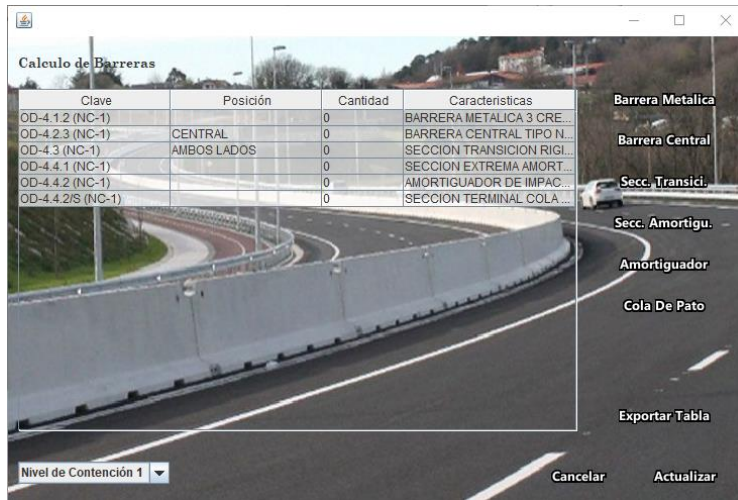 Calculo de Barreras
Clave Posición Cantidad Caracteristicas
OD-4.1.2 (NC-1) 0 BARRERA METALICA 3 CRE...
OD-4.2.3 (NC-1) CENTRAL 0 BARRERA CENTRAL TIPO N...
OD-4.3 (NC-1) AMBOS LADOS 0 SECCION TRANSICION RIGI...
OD-4.4.1 (NC-1) 0 SECCION EXTREMA AMORT...
OD-4.4.2 (NC-1) 0 AMORTIGUADOR DE IMPAC...
OD-4.4.2/S (NC-1) 0 SECCION TERMINAL COLA ...
Barrera Metalica
Barrera Central
Secc. Transici.
Secc. Amortigu.
Amortiguador
Cola De Pato
Exportar Tabla
Nivel de Contención 1
Cancelar Actualizar